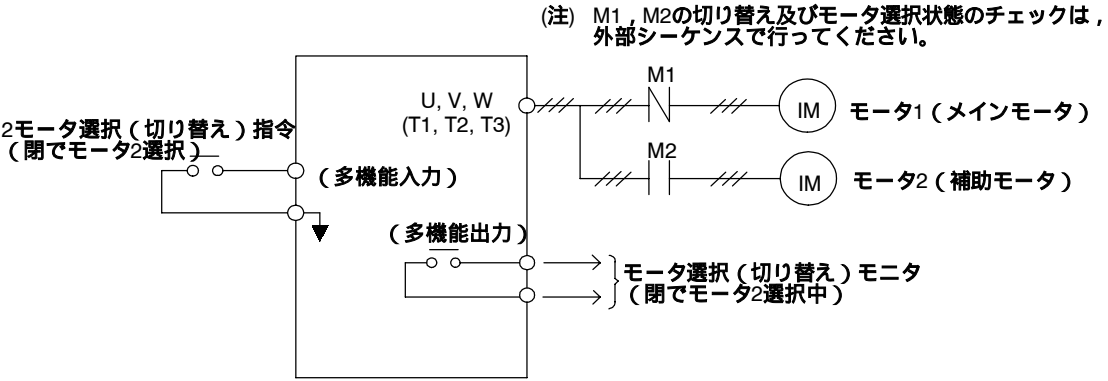 (注) M1，M2の切り替え及びモータ選択状態のチェックは，
外部シーケンスで行ってください。
M1
U, V, W
(T1, T2, T3)
IM
モータ1（メインモータ）
2モータ選択（切り替え）指令
（閉でモータ2選択）
M2
（多機能入力）
IM
モータ2（補助モータ）
（多機能出力）
モータ選択（切り替え）モニタ
（閉でモータ2選択中）